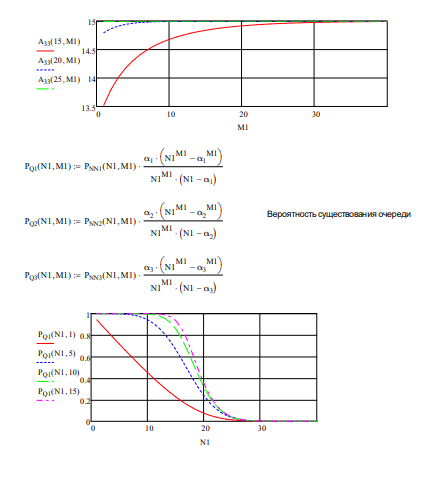 15
A33(15,M1)
A33(20,M1)
14.5
A33(25,M1)
14
13.5
0 10 20 30
M1
PQ1(N1,M1) := PNN1(N1,M1) · α1·(N1^M1 − α1^M1) / N1^M1·(N1 − α1)
PQ2(N1,M1) := PNN2(N1,M1) · α2·(N1^M1 − α2^M1) / N1^M1·(N1 − α2)
Вероятность существования очереди
PQ3(N1,M1) := PNN3(N1,M1) · α3·(N1^M1 − α3^M1) / N1^M1·(N1 − α3)
1
PQ1(N1,1)
0.8
PQ1(N1,5)
0.6
PQ1(N1,10)
0.4
PQ1(N1,15)
0.2
0
0 10 20 30
N1